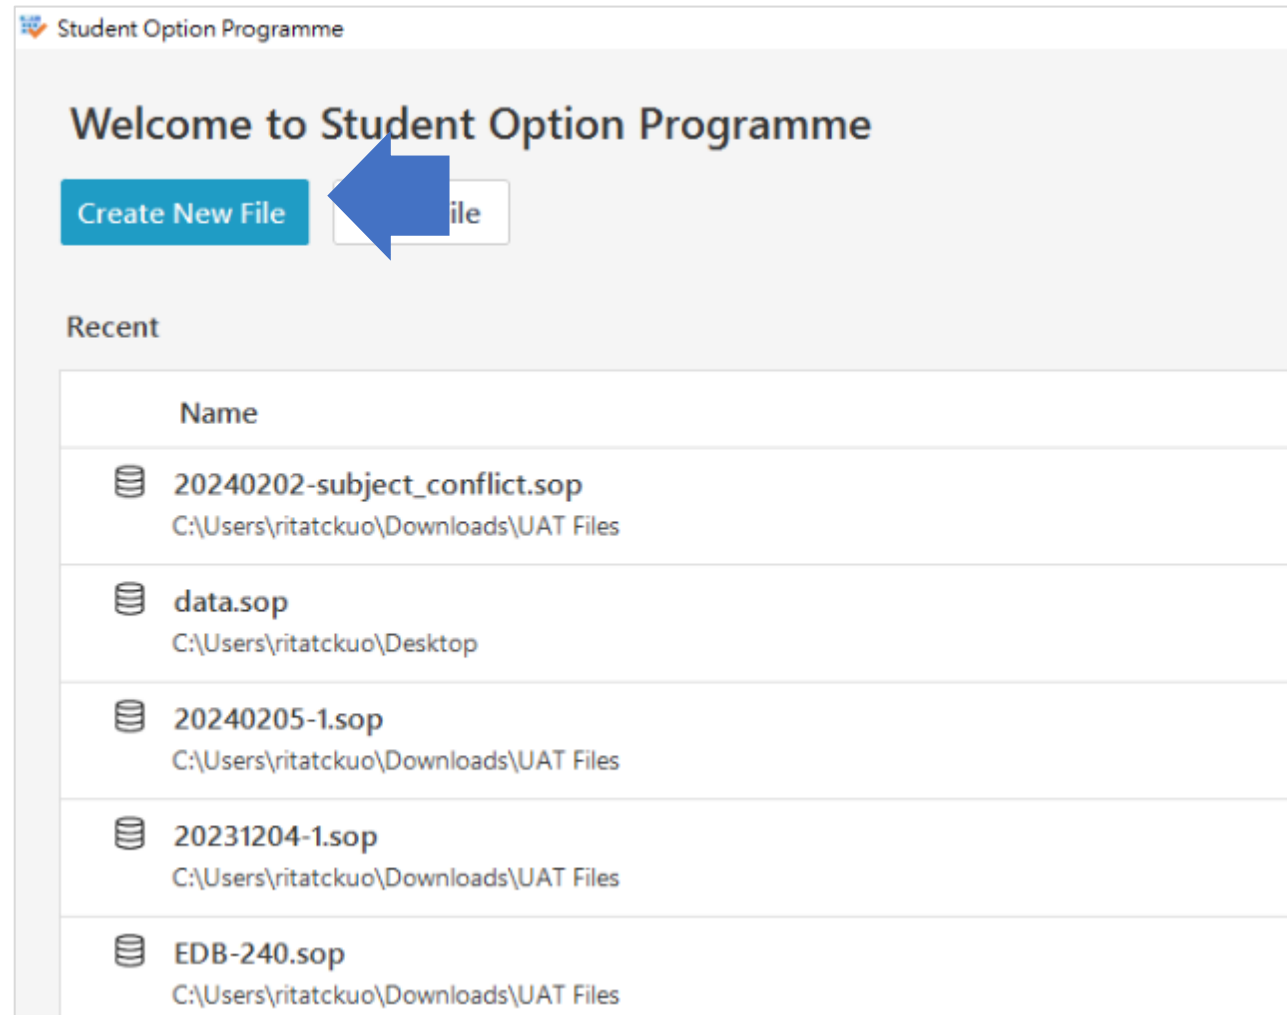 Student Option Programme
Welcome to Student Option Programme
Create New File
ile
Recent
Name
20240202-subject_conflict.sop
C:\Users\ritatckuo\Downloads\UAT Files
data.sop
C:\Users\ritatckuo\Desktop
20240205-1.sop
C:\Users\ritatckuo\Downloads\UAT Files
20231204-1.sop
C:\Users\ritatckuo\Downloads\UAT Files
EDB-240.sop
C:\Users\ritatckuo\Downloads\UAT Files